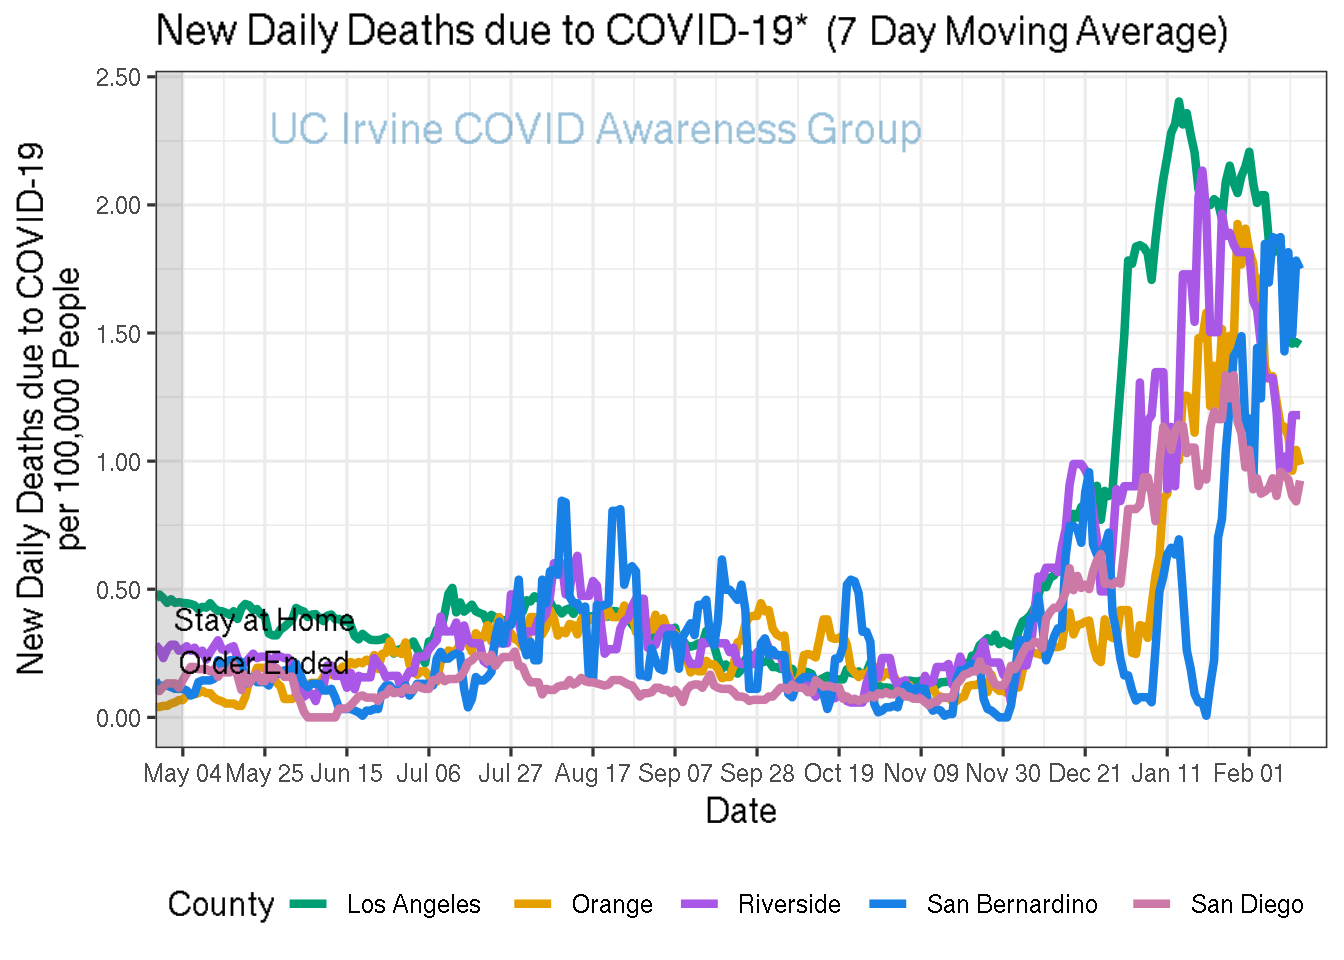 New Daily Deaths due to COVID-19* (7 Day Moving Average)
UC Irvine COVID Awareness Group
New Daily Deaths due to COVID-19
per 100,000 People
2.50
2.00
1.50
1.00
0.50
0.00
Stay at Home
Order Ended
May 04 May 25 Jun 15 Jul 06 Jul 27 Aug 17 Sep 07 Sep 28 Oct 19 Nov 09 Nov 30 Dec 21 Jan 11 Feb 01
Date
County Los Angeles Orange Riverside San Bernardino San Diego